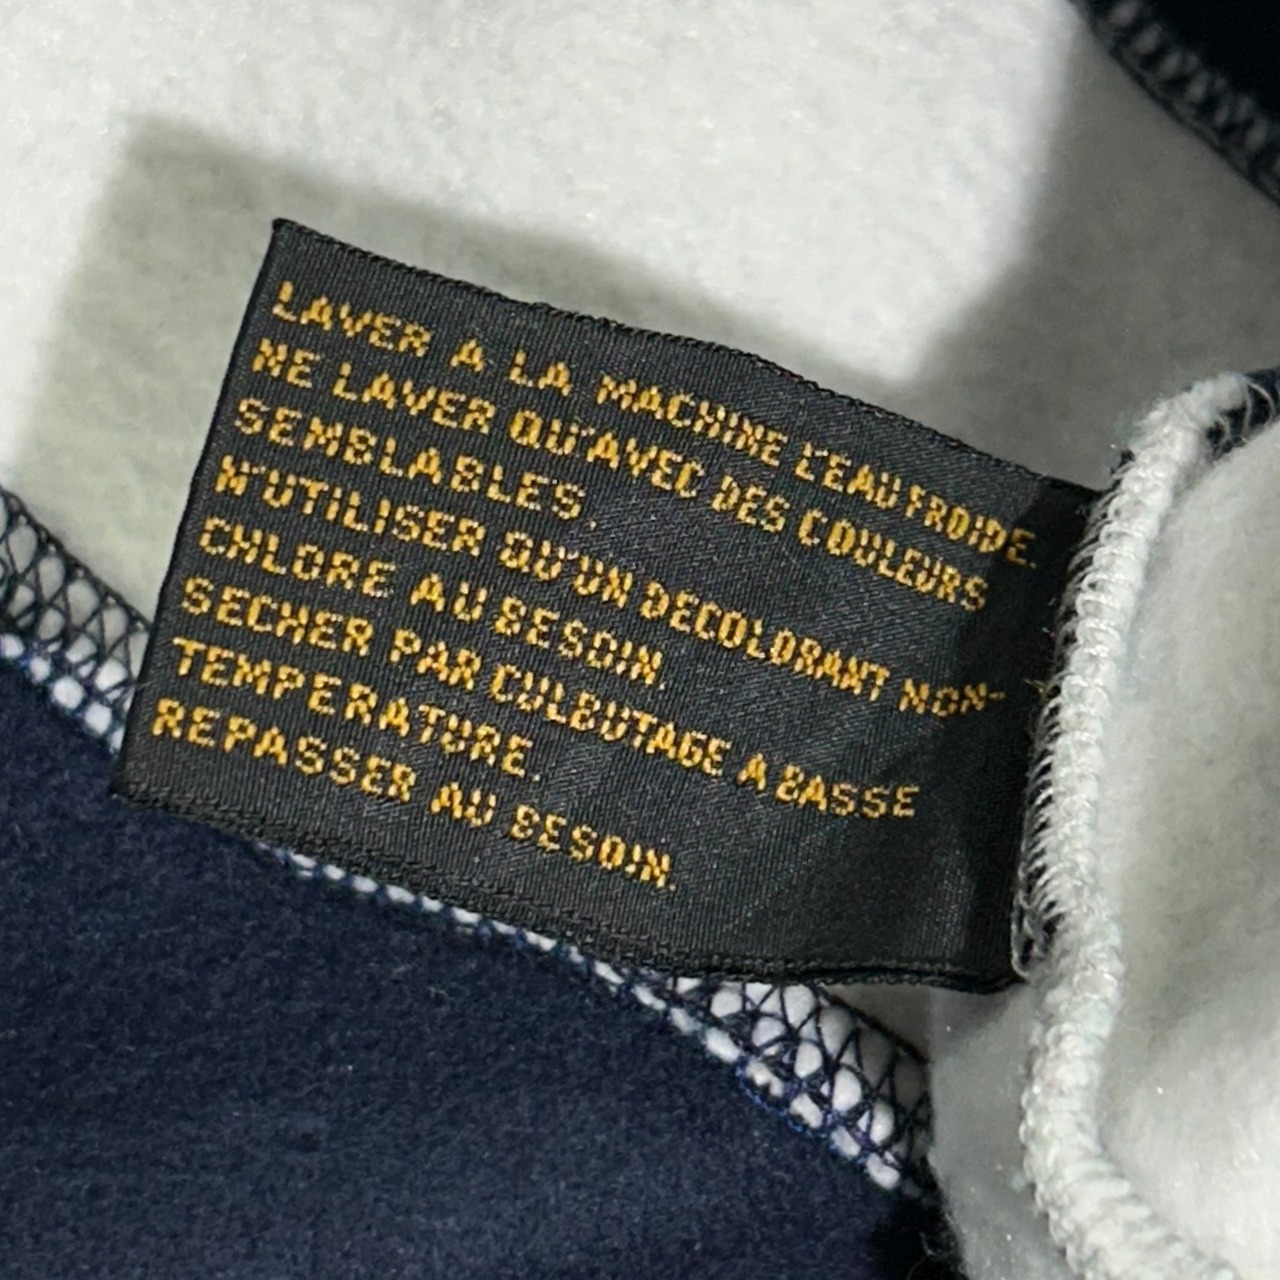 LAVER A LA MACHINE L'EAU FROIDE.
NE LAVER QU'AVEC DES COULEURS
SEMBLABLES.
N'UTILISER QU'UN DECOLORANT NON-
CHLORE AU BESOIN.
SECHER PAR CULBUTAGE A BASSE
TEMPERATURE.
REPASSER AU BESOIN.